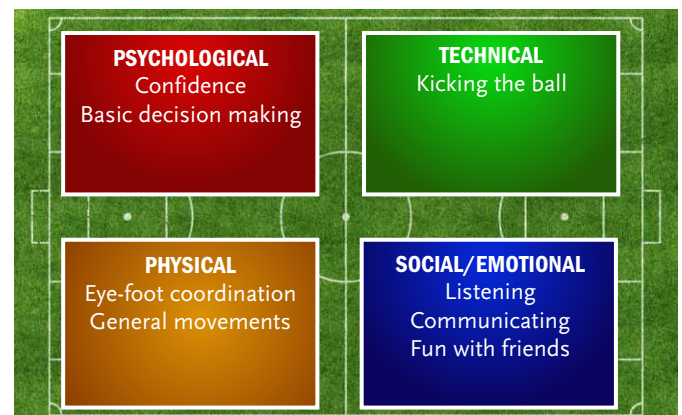 PSYCHOLOGICAL
Confidence
Basic decision making
TECHNICAL
Kicking the ball
PHYSICAL
Eye-foot coordination
General movements
SOCIAL/EMOTIONAL
Listening
Communicating
Fun with friends